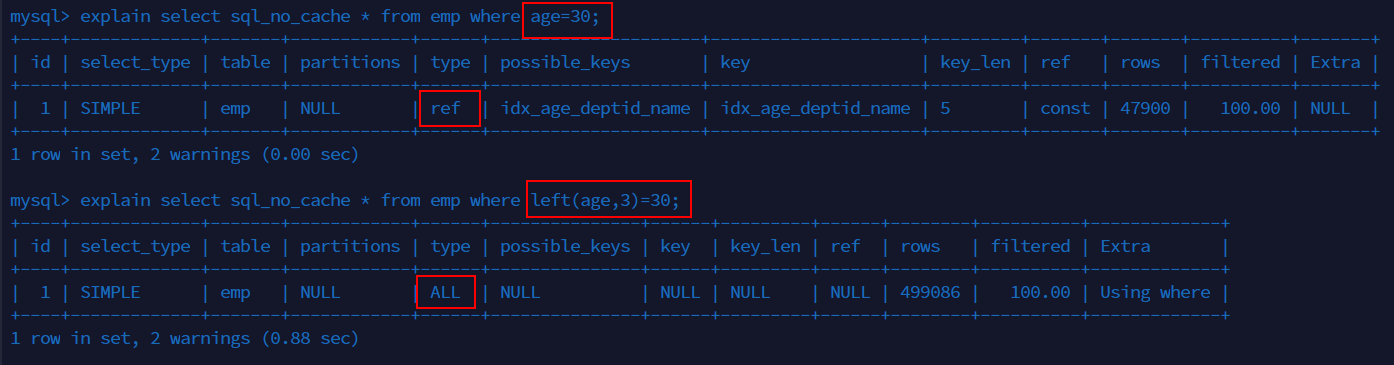 mysql> explain select sql_no_cache * from emp where age=30;
+----+-------------+-------+------------+------+----------------------+----------------------+---------+-------+-------+----------+-------+
| id | select_type | table | partitions | type | possible_keys        | key                  | key_len | ref   | rows  | filtered | Extra |
+----+-------------+-------+------------+------+----------------------+----------------------+---------+-------+-------+----------+-------+
|  1 | SIMPLE      | emp   | NULL       | ref  | idx_age_deptid_name | idx_age_deptid_name | 5       | const | 47900 |   100.00 | NULL  |
+----+-------------+-------+------------+------+----------------------+----------------------+---------+-------+-------+----------+-------+
1 row in set, 2 warnings (0.00 sec)
mysql> explain select sql_no_cache * from emp where left(age,3)=30;
+----+-------------+-------+------------+------+---------------+------+---------+------+--------+----------+-------------+
| id | select_type | table | partitions | type | possible_keys | key  | key_len | ref  | rows   | filtered | Extra       |
+----+-------------+-------+------------+------+---------------+------+---------+------+--------+----------+-------------+
|  1 | SIMPLE      | emp   | NULL       | ALL  | NULL          | NULL | NULL    | NULL | 499086 |   100.00 | Using where |
+----+-------------+-------+------------+------+---------------+------+---------+------+--------+----------+-------------+
1 row in set, 2 warnings (0.88 sec)